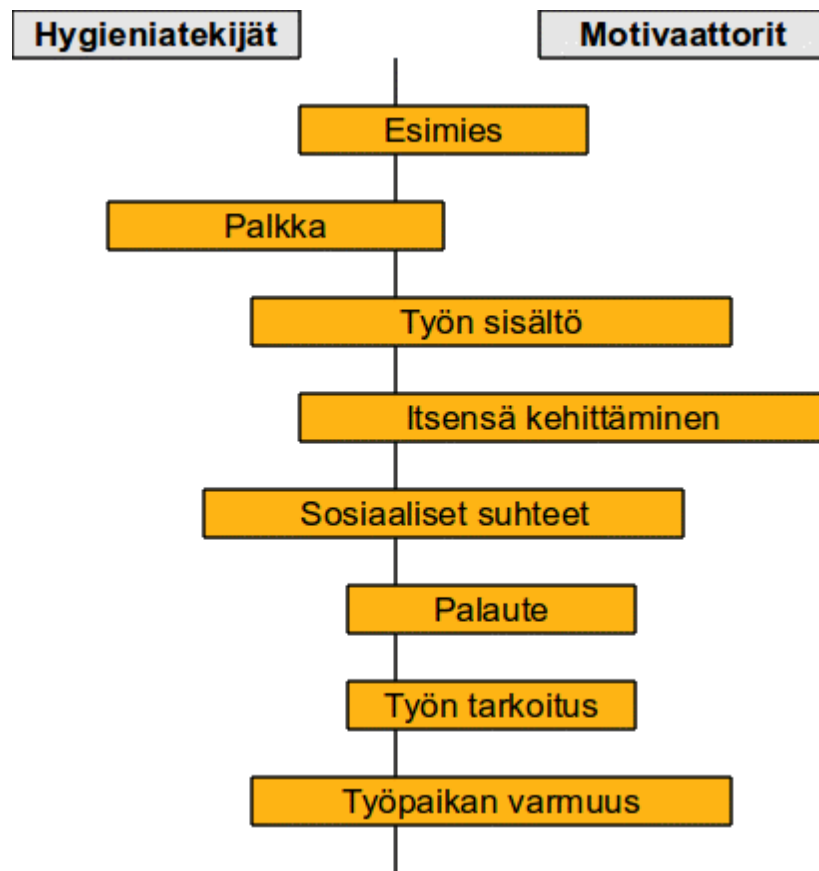 Hygieniatekijät
Motivaattorit
Esimies
Palkka
Työn sisältö
Itsensä kehittäminen
Sosiaaliset suhteet
Palaute
Työn tarkoitus
Työpaikan varmuus